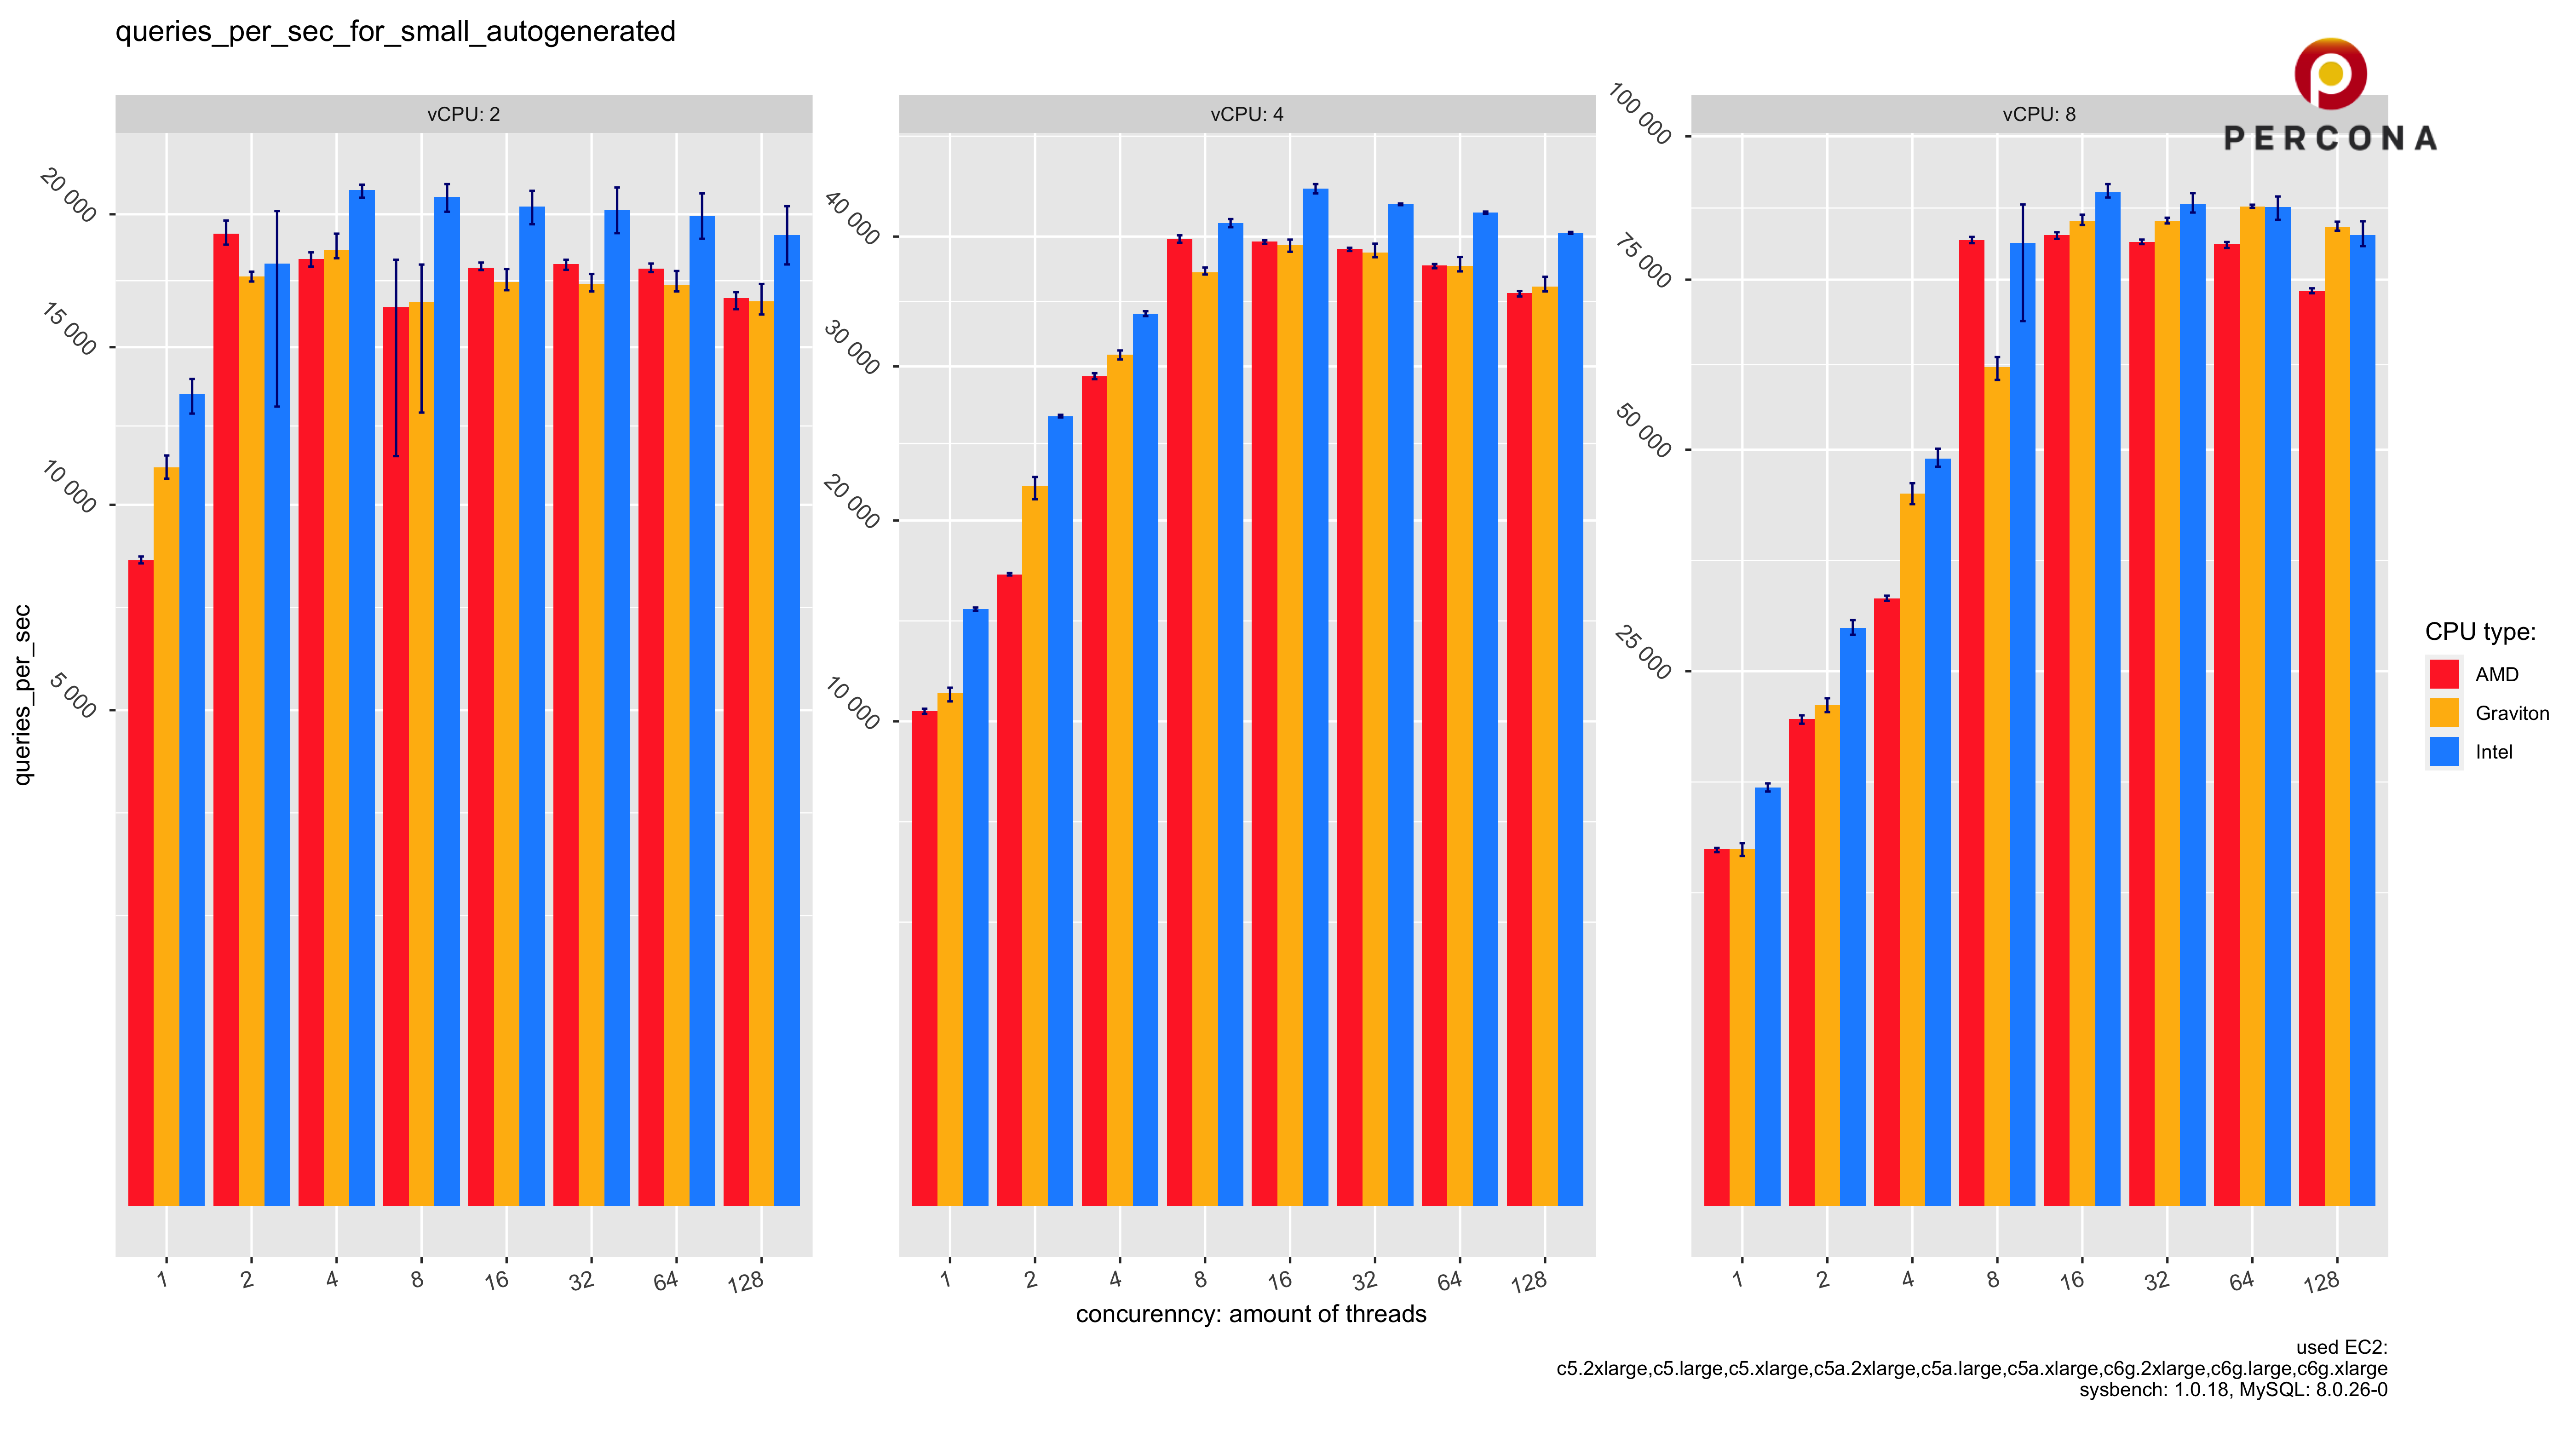 queries_per_sec_for_small_autogenerated
PERCONA
vCPU: 2
vCPU: 4
vCPU: 8
queries_per_sec
20 000
15 000
10 000
5 000
40 000
30 000
20 000
10 000
100 000
75 000
50 000
25 000
1 2 4 8 16 32 64 128
1 2 4 8 16 32 64 128
1 2 4 8 16 32 64 128
concurenncy: amount of threads
CPU type:
AMD
Graviton
Intel
used EC2:
c5.2xlarge,c5.large,c5.xlarge,c5a.2xlarge,c5a.large,c5a.xlarge,c6g.2xlarge,c6g.large,c6g.xlarge
sysbench: 1.0.18, MySQL: 8.0.26-0